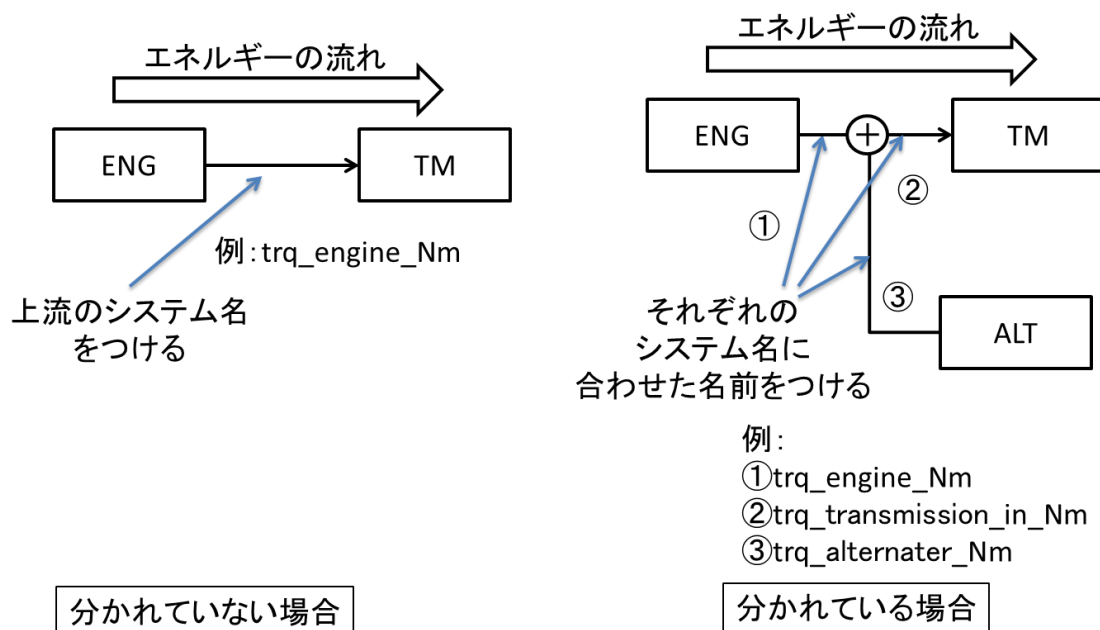 エネルギーの流れ
ENG
TM
例：trq_engine_Nm
上流のシステム名
をつける
分かれていない場合
エネルギーの流れ
ENG
+
TM
①
②
③
ALT
それぞれの
システム名に
合わせた名前をつける
例：
①trq_engine_Nm
②trq_transmission_in_Nm
③trq_alternater_Nm
分かれている場合